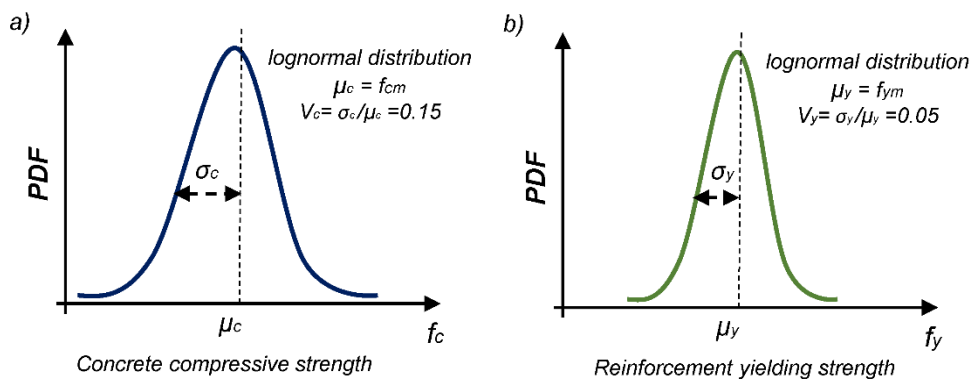 a)
lognormal distribution
μc = fcm
Vc= σc/μc =0.15
σc
PDF
μc
fc
Concrete compressive strength
b)
lognormal distribution
μy = fym
Vy= σy/μy =0.05
σy
PDF
μy
fy
Reinforcement yielding strength